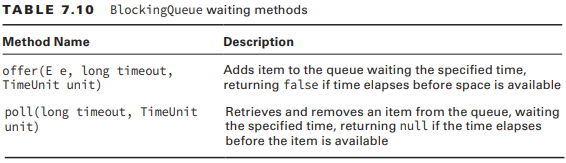 TABLE 7.10 BlockingQueue waiting methods
Method Name Description
offer(E e, long timeout, Adds item to the queue waiting the specified time,
TimeUnit unit) returning false if time elapses before space is available
poll(long timeout, TimeUnit Retrieves and removes an item from the queue, waiting
unit) the specified time, returning null if the time elapses
before the item is available